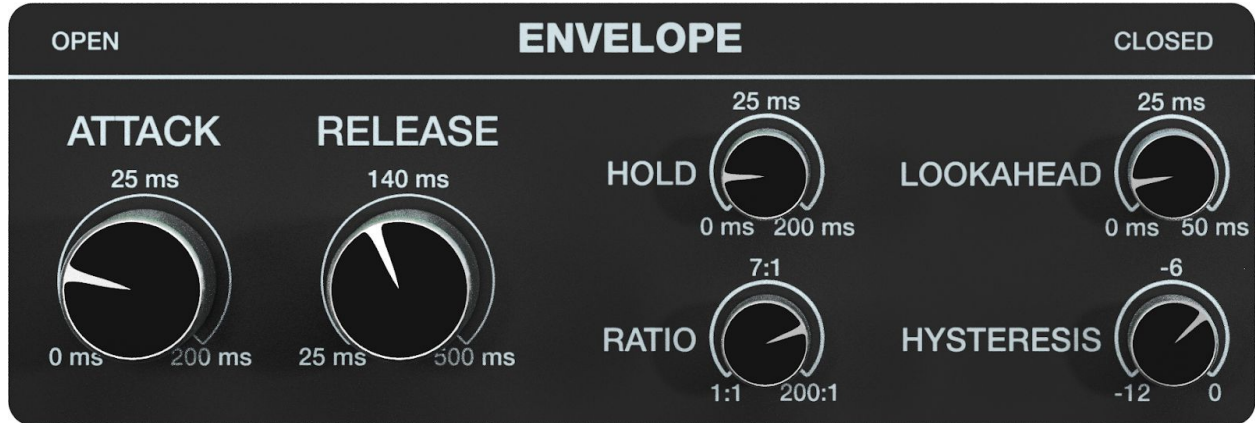 OPEN
ENVELOPE
CLOSED
ATTACK
25 ms
0 ms
200 ms
RELEASE
140 ms
25 ms
500 ms
HOLD
25 ms
0 ms
200 ms
LOOKAHEAD
25 ms
0 ms
50 ms
RATIO
7:1
1:1
200:1
HYSTERESIS
-6
-12
0